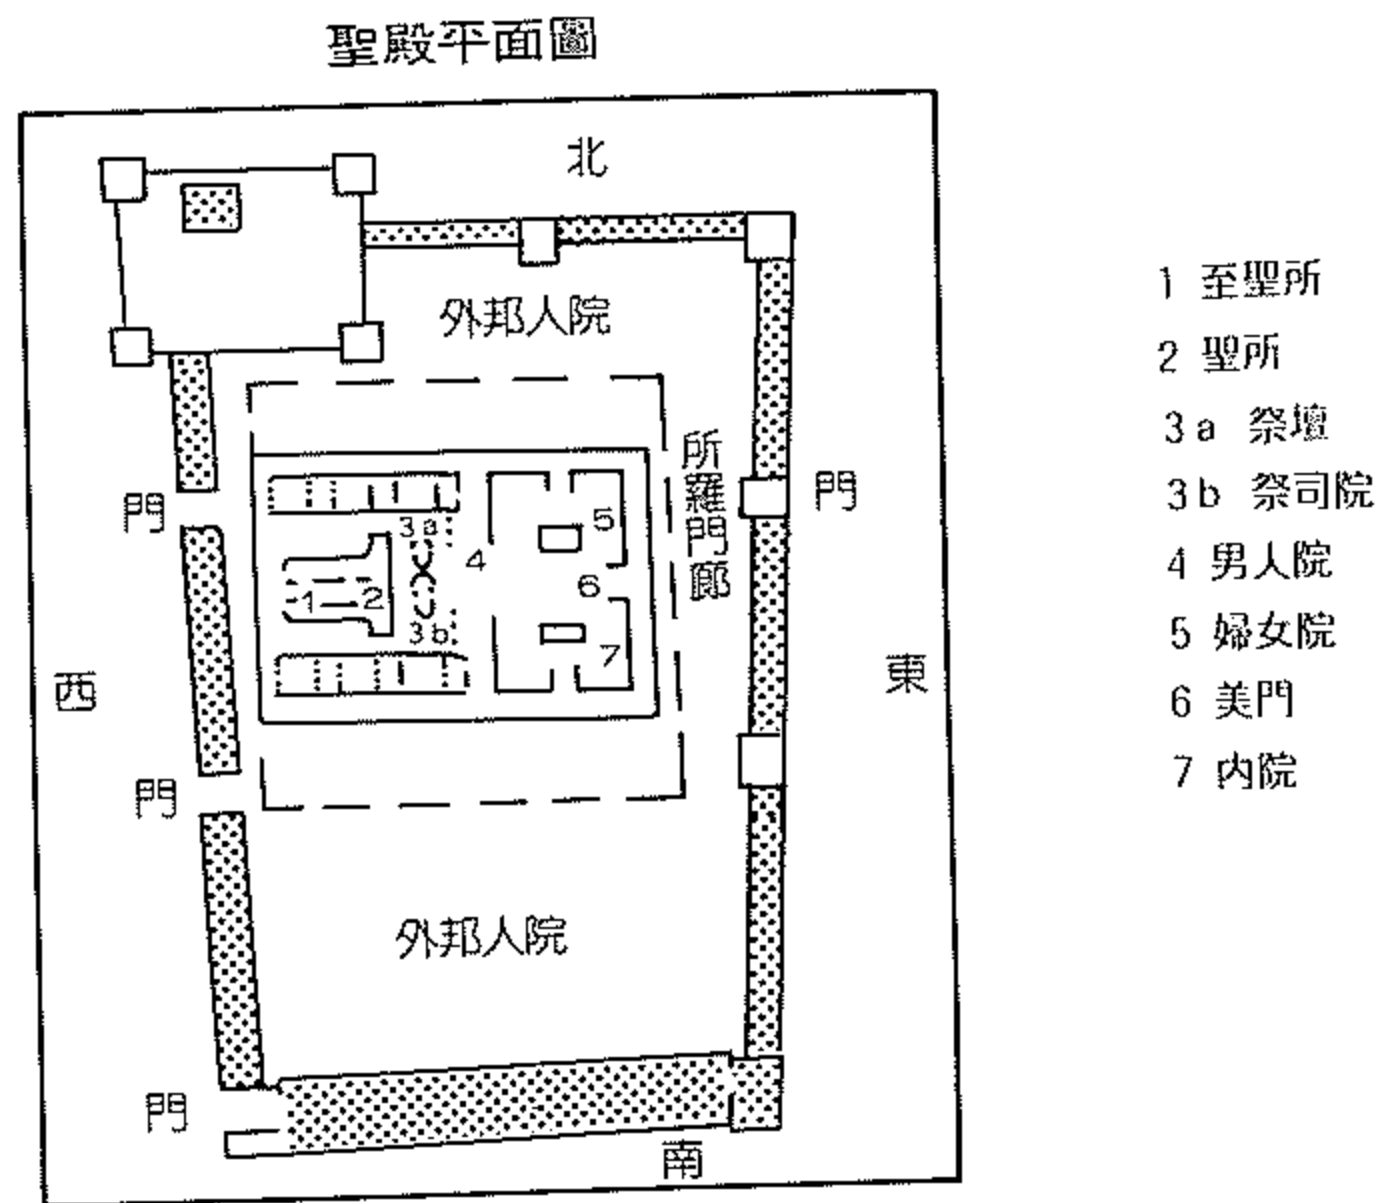 聖殿平面圖
北
外邦人院
所羅門廊
門
門
3a
5
4
6
1
2
3b
7
西
東
門
外邦人院
門
南
1 至聖所
2 聖所
3a 祭壇
3b 祭司院
4 男人院
5 婦女院
6 美門
7 内院